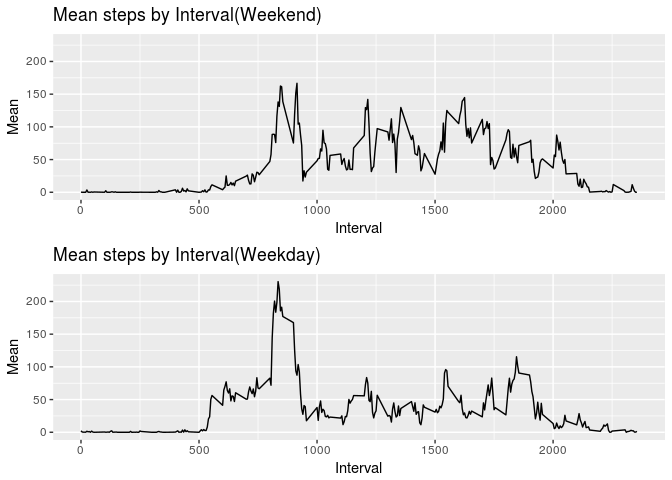 Mean steps by Interval(Weekend)
200
150
100
50
0
Mean
0 500 1000 1500 2000
Interval
Mean steps by Interval(Weekday)
200
150
100
50
0
Mean
0 500 1000 1500 2000
Interval